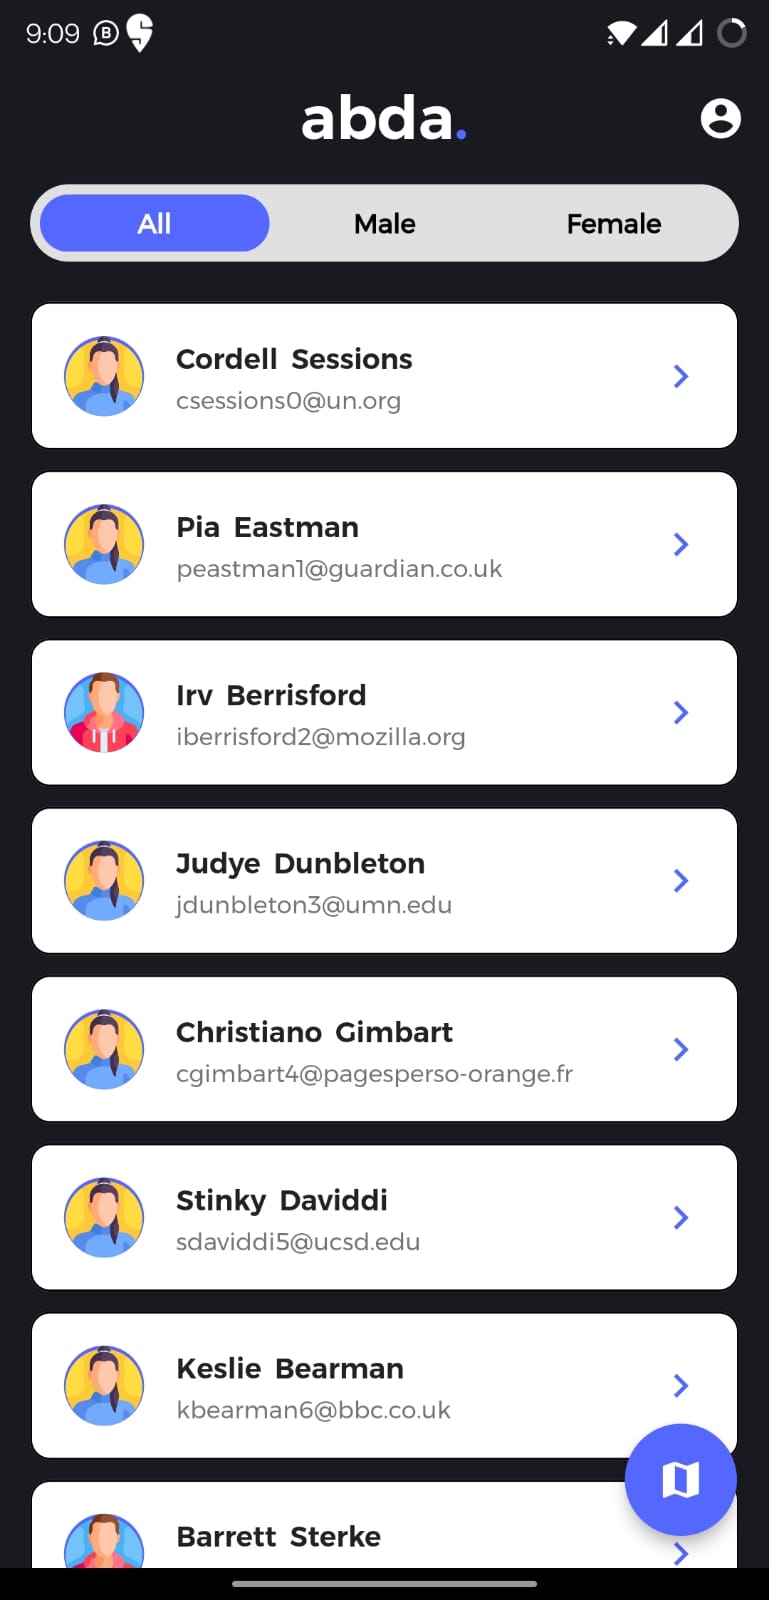 9:09
abda.
All Male Female
Cordell Sessions
csessions0@un.org
Pia Eastman
peastman1@guardian.co.uk
Irv Berrisford
iberrisford2@mozilla.org
Judye Dunbleton
jdunbleton3@umn.edu
Christiano Gimbart
cgimbart4@pagesperso-orange.fr
Stinky Daviddi
sdaviddi5@ucsd.edu
Keslie Bearman
kbearman6@bbc.co.uk
Barrett Sterke